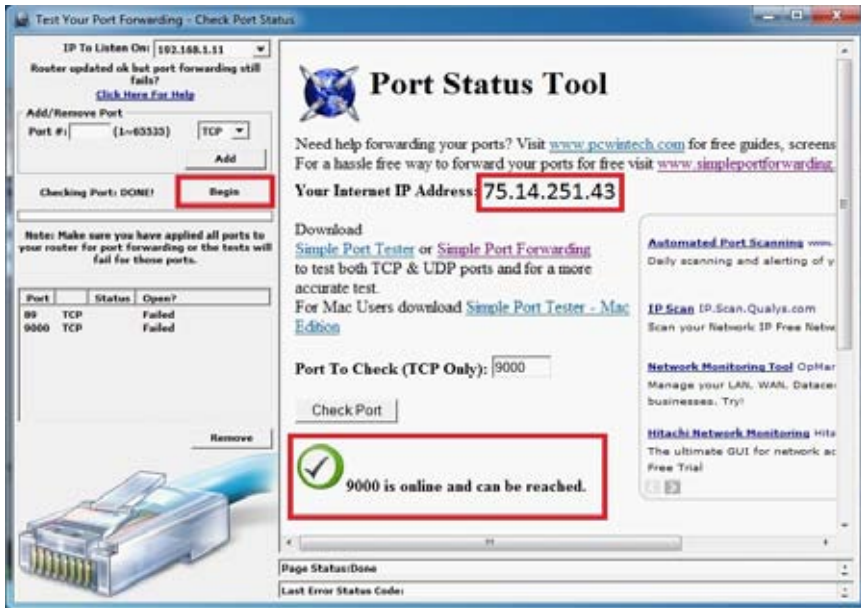 Test Your Port Forwarding - Check Port Status
IP To Listen On: 192.168.1.11
Router updated ok but port forwarding still
fails?
Click Here For Help
Add/Remove Port
Port #: (1~65535) TCP
Add
Checking Port: DONE! Begin
Note: Make sure you have applied all ports to
your router for port forwarding or the tests will
fail for those ports.
Port Status Open?
89 TCP Failed
9000 TCP Failed
Remove
Port Status Tool
Need help forwarding your ports? Visit www.pcwintech.com for free guides, screens
For a hassle free way to forward your ports for free visit www.simpleportforwarding.
Your Internet IP Address: 75.14.251.43
Download
Simple Port Tester or Simple Port Forwarding
to test both TCP & UDP ports and for a more
accurate test.
For Mac Users download Simple Port Tester - Mac
Edition
Port To Check (TCP Only): 9000
Check Port
9000 is online and can be reached.
Automated Port Scanning www.
Daily scanning and alerting of v
IP Scan IP.Scan.Qualys.com
Scan your Network IP Free Netw
Network Monitoring Tool OpMan
Manage your LAN, WAN, Datacen
businesses. Try!
Hitachi Network Monitoring Hita
The ultimate GUI for network ac
Free Trial
Page Status:Done
Last Error Status Code: